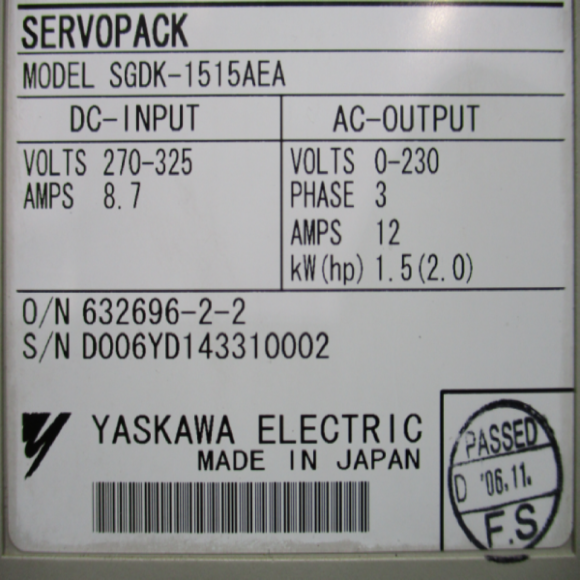 SERVOPACK
MODEL SGDK-1515AEA
DC-INPUT
VOLTS 270-325
AMPS 8.7
AC-OUTPUT
VOLTS 0-230
PHASE 3
AMPS 12
kW(hp) 1.5(2.0)
O/N 632696-2-2
S/N D006YD143310002
YASKAWA ELECTRIC
MADE IN JAPAN
PASSED
D '06.11.
F.S